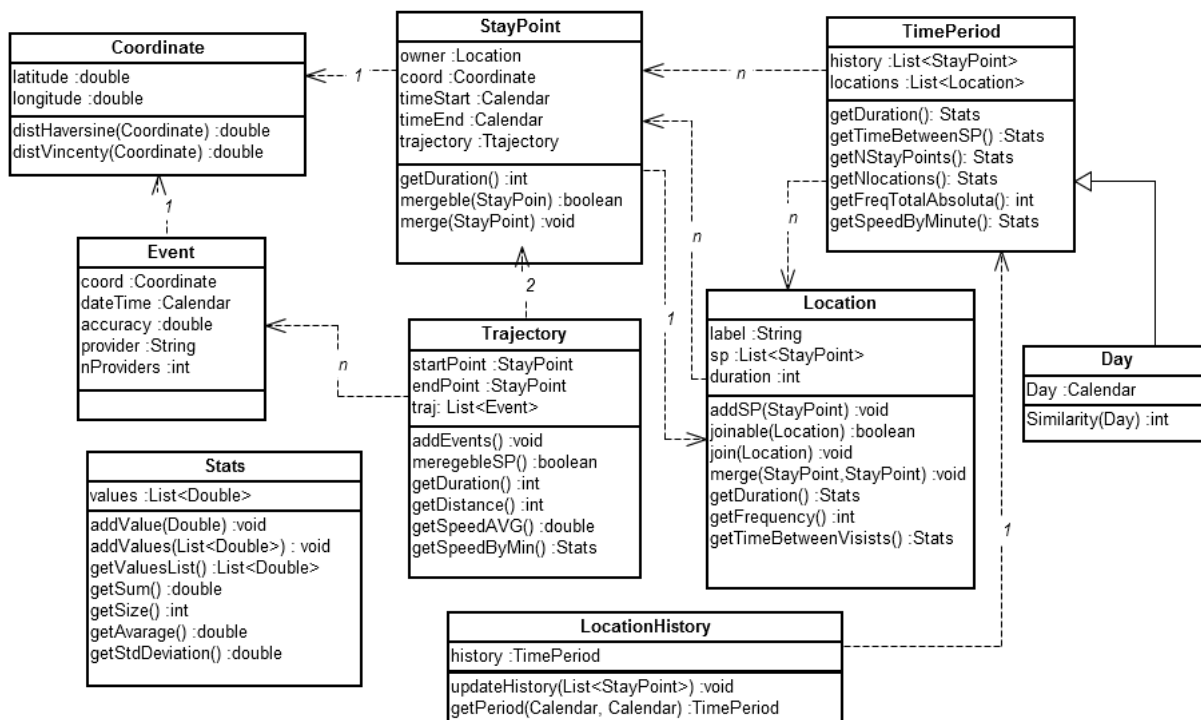 Coordinate
latitude :double
longitude :double
distHaversine(Coordinate) :double
distVincenty(Coordinate) :double
1
StayPoint
owner :Location
coord :Coordinate
timeStart :Calendar
timeEnd :Calendar
trajectory :Ttajectory
getDuration() :int
mergeble(StayPoin) :boolean
merge(StayPoint) :void
n
TimePeriod
history :List<StayPoint>
locations :List<Location>
getDuration(): Stats
getTimeBetweenSP() :Stats
getNStayPoints(): Stats
getNlocations(): Stats
getFreqTotalAbsoluta(): int
getSpeedByMinute(): Stats
1
n
n
2
1
Event
coord :Coordinate
dateTime :Calendar
accuracy :double
provider :String
nProviders :int
n
Trajectory
startPoint :StayPoint
endPoint :StayPoint
traj: List<Event>
addEvents() :void
meregebleSP() :boolean
getDuration() :int
getDistance() :int
getSpeedAVG() :double
getSpeedByMin() :Stats
Location
label :String
sp :List<StayPoint>
duration :int
addSP(StayPoint) :void
joinable(Location) :boolean
join(Location) :void
merge(StayPoint,StayPoint) :void
getDuration() :Stats
getFrequency() :int
getTimeBetweenVisists() :Stats
Day
Day :Calendar
Similarity(Day) :int
1
Stats
values :List<Double>
addValue(Double) :void
addValues(List<Double>) : void
getValuesList() :List<Double>
getSum() :double
getSize() :int
getAvarage() :double
getStdDeviation() :double
LocationHistory
history :TimePeriod
updateHistory(List<StayPoint>) :void
getPeriod(Calendar, Calendar) :TimePeriod